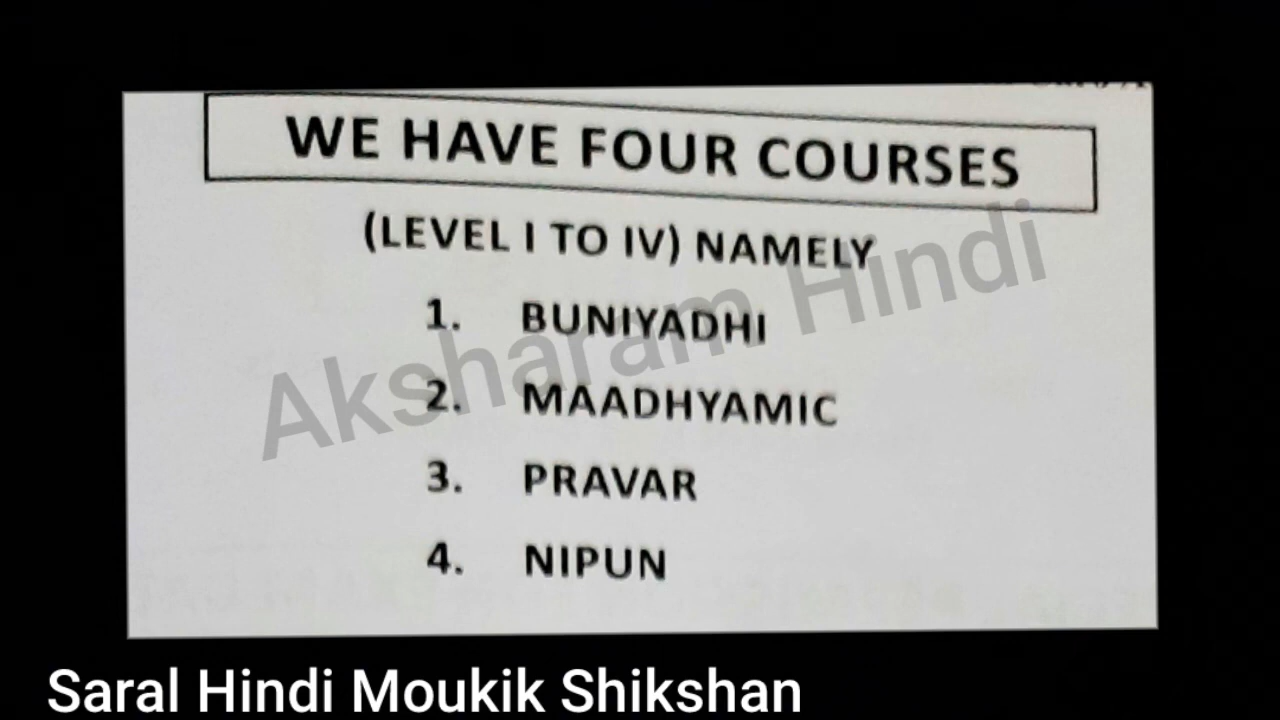 WE HAVE FOUR COURSES
(LEVEL I TO IV) NAMELY
1. BUNIYADHI
2. MAADHYAMIC
3. PRAVAR
4. NIPUN
Aksharam Hindi
Saral Hindi Moukik Shikshan